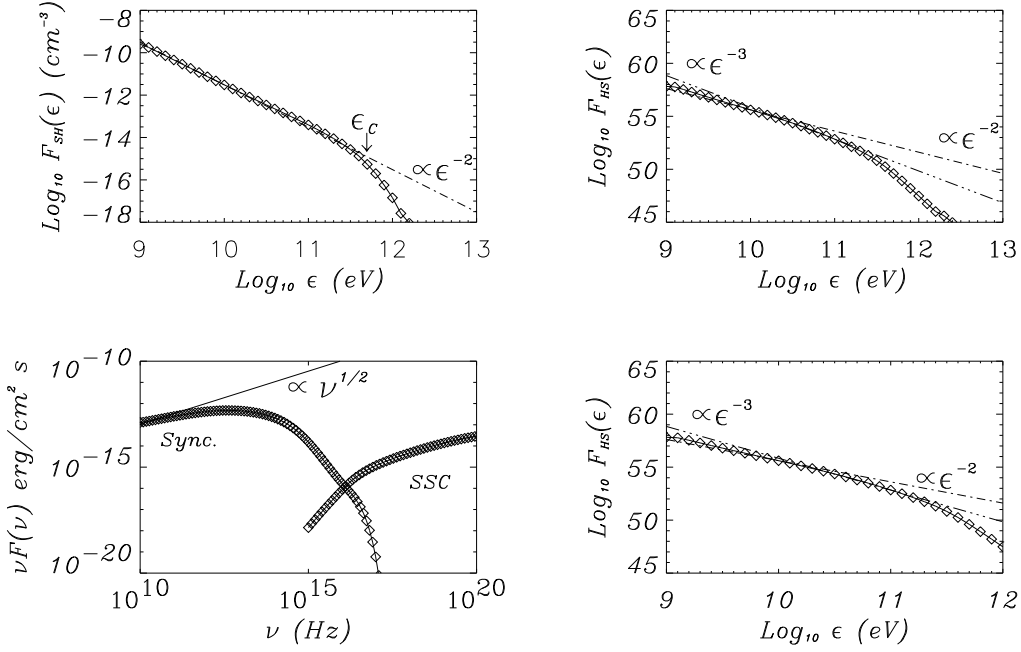 Log₁₀ F_SH(ϵ) (cm⁻³)
-8
-10
-12
-14
-16
-18
ϵ_C
∝ϵ⁻²
9 10 11 12 13
Log₁₀ ϵ (eV)
Log₁₀ F_HS(ϵ)
65
60
55
50
45
∝ϵ⁻³
∝ϵ⁻²
9 10 11 12 13
Log₁₀ ϵ (eV)
νF(ν) erg/cm² s
10⁻¹⁰
10⁻¹⁵
10⁻²⁰
∝ ν^1/2
Sync.
SSC
10¹⁰ 10¹⁵ 10²⁰
ν (Hz)
Log₁₀ F_HS(ϵ)
65
60
55
50
45
∝ϵ⁻³
∝ϵ⁻²
9 10 11 12
Log₁₀ ϵ (eV)